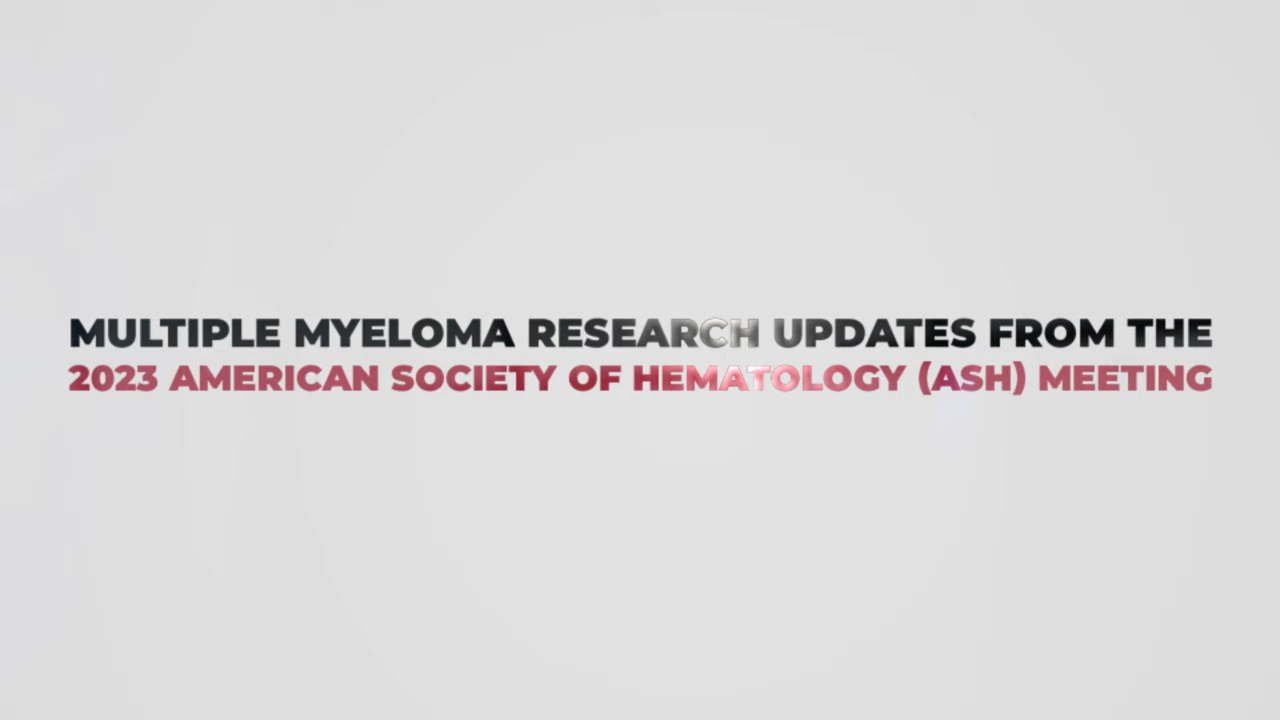 MULTIPLE MYELOMA RESEARCH UPDATES FROM THE
2023 AMERICAN SOCIETY OF HEMATOLOGY (ASH) MEETING